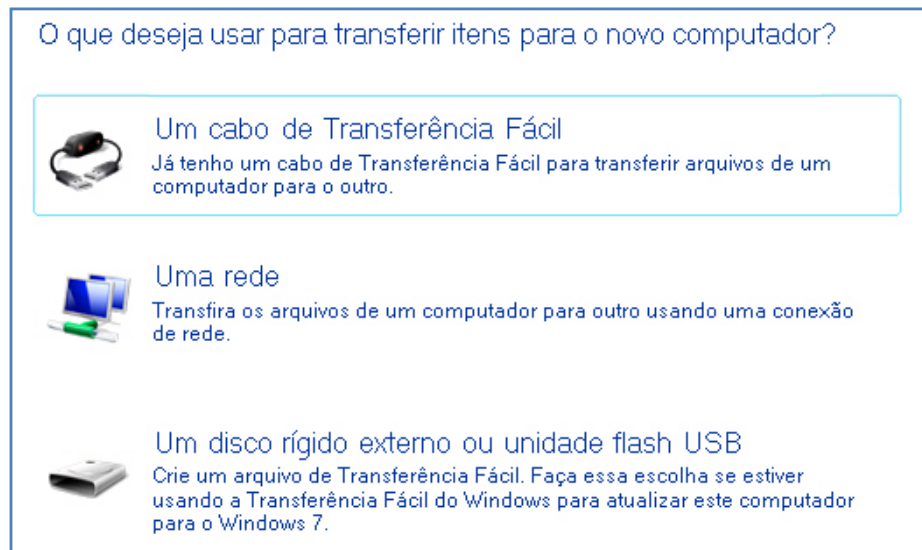 O que deseja usar para transferir itens para o novo computador?
Um cabo de Transferência Fácil
Já tenho um cabo de Transferência Fácil para transferir arquivos de um
computador para o outro.
Uma rede
Transfira os arquivos de um computador para outro usando uma conexão
de rede.
Um disco rígido externo ou unidade flash USB
Crie um arquivo de Transferência Fácil. Faça essa escolha se estiver
usando a Transferência Fácil do Windows para atualizar este computador
para o Windows 7.